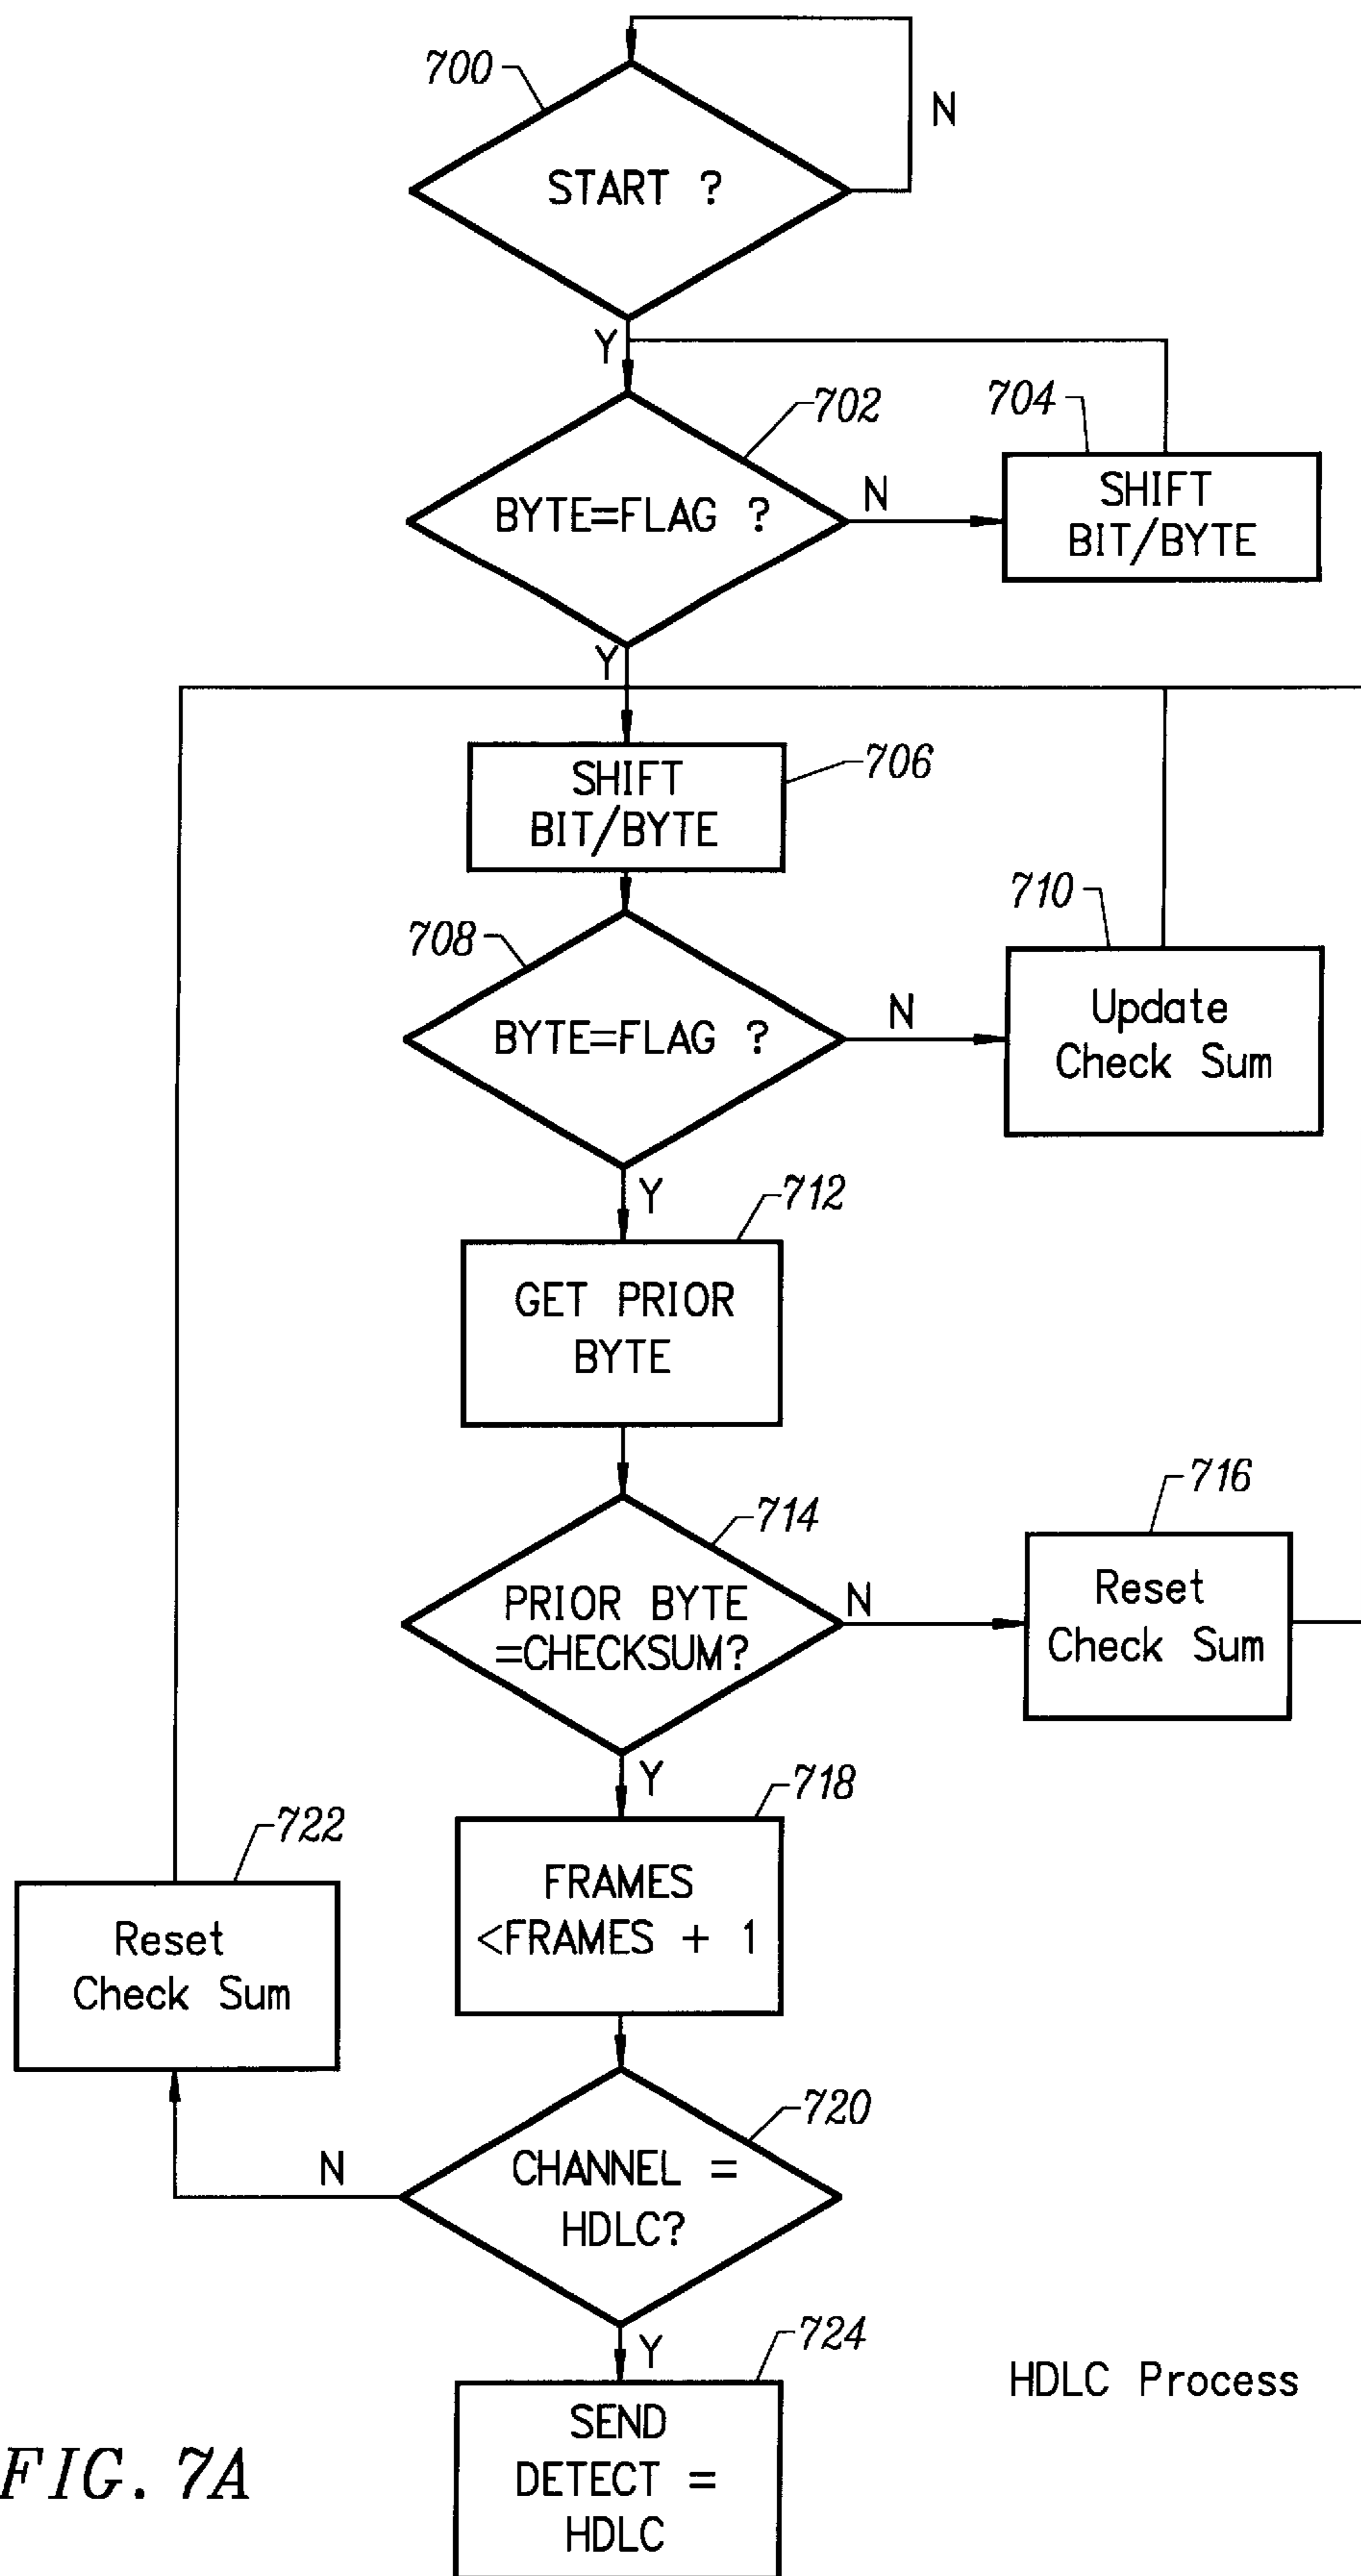 700
N
START ?
Y
702
704
BYTE=FLAG ?
N
SHIFT
BIT/BYTE
Y
SHIFT
BIT/BYTE
706
708
710
BYTE=FLAG ?
N
Update
Check Sum
Y
712
GET PRIOR
BYTE
714
716
PRIOR BYTE
=CHECKSUM?
N
Reset
Check Sum
Y
718
722
FRAMES
<FRAMES + 1
Reset
Check Sum
720
N
CHANNEL =
HDLC?
Y
724
SEND
DETECT =
HDLC
HDLC Process
FIG. 7A